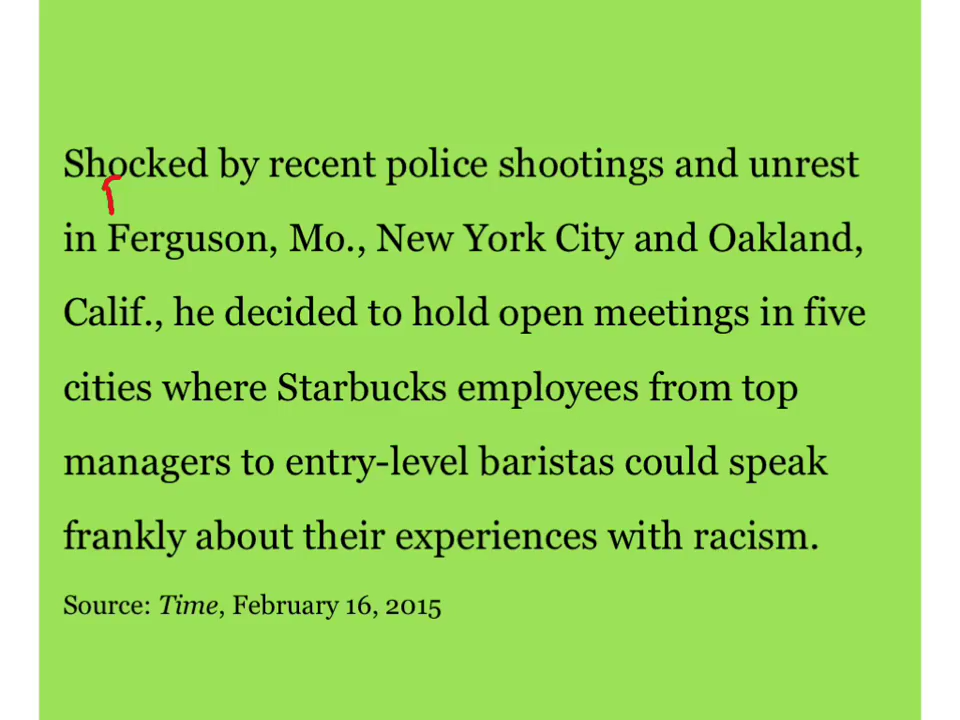 Shocked by recent police shootings and unrest
in Ferguson, Mo., New York City and Oakland,
Calif., he decided to hold open meetings in five
cities where Starbucks employees from top
managers to entry-level baristas could speak
frankly about their experiences with racism.
Source: Time, February 16, 2015